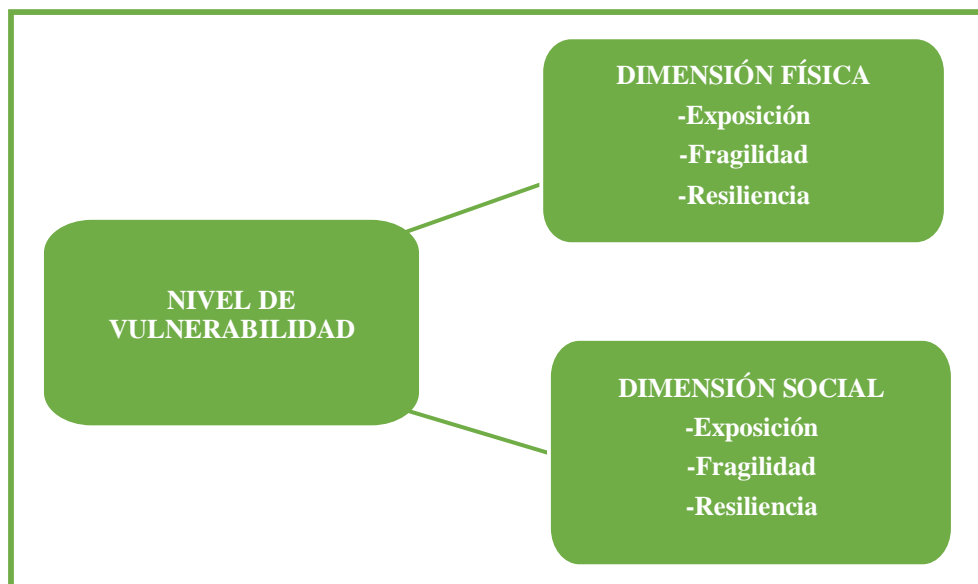 DIMENSIÓN FÍSICA
-Exposición
-Fragilidad
-Resiliencia
NIVEL DE
VULNERABILIDAD
DIMENSIÓN SOCIAL
-Exposición
-Fragilidad
-Resiliencia